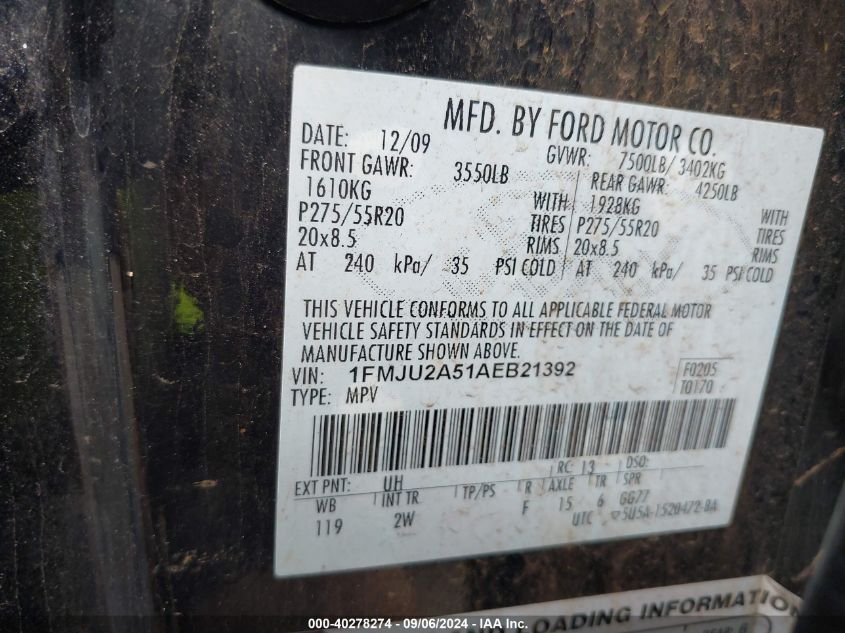 MFD. BY FORD MOTOR CO.
DATE: 12/09 GVWR: 7500LB/ 3402KG
FRONT GAWR: 3550LB REAR GAWR: 4250LB
1610KG WITH 1928KG WITH
P275/55R20 TIRES P275/55R20 TIRES
20x8.5 RIMS 20x8.5 RIMS
AT 240 kPa/ 35 PSI COLD AT 240 kPa/ 35 PSI COLD
THIS VEHICLE CONFORMS TO ALL APPLICABLE FEDERAL MOTOR
VEHICLE SAFETY STANDARDS IN EFFECT ON THE DATE OF
MANUFACTURE SHOWN ABOVE.
VIN: 1FMJU2A51AEB21392 F0205
TYPE: MPV T0170
EXT PNT: UH RC: 13 DSO:
WB INT TR TP/PS R AXLE TR SPR
119 2W F 15 6 GG77
UTC 5U5A-1520472-BA
LOADING INFORMATION
000-40278274 - 09/06/2024 - IAA Inc.